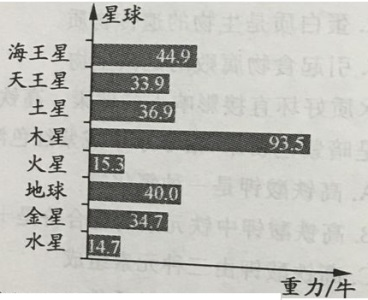 星球
海王星 44.9
天王星 33.9
土星 36.9
木星 93.5
火星 15.3
地球 40.0
金星 34.7
水星 14.7
重力/牛